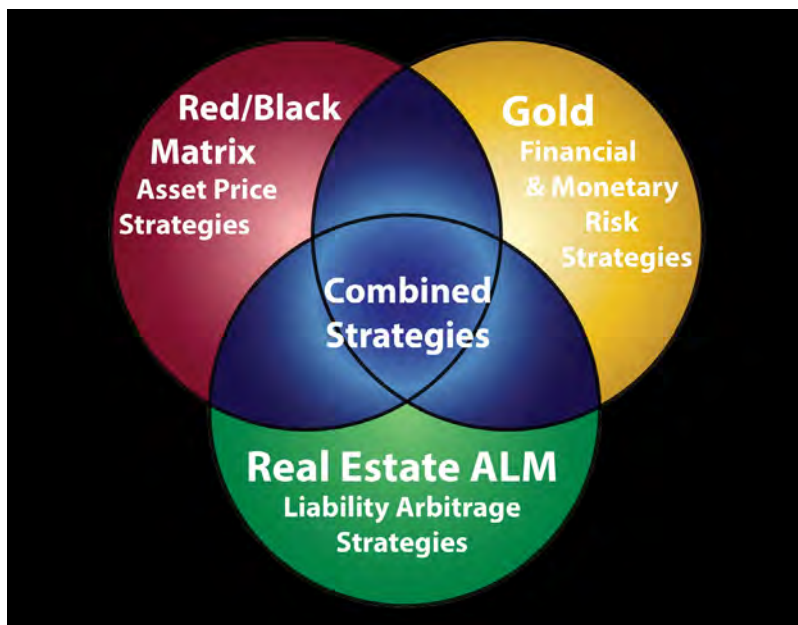 Red/Black
Matrix
Asset Price
Strategies
Gold
Financial
& Monetary
Risk
Strategies
Combined
Strategies
Real Estate ALM
Liability Arbitrage
Strategies